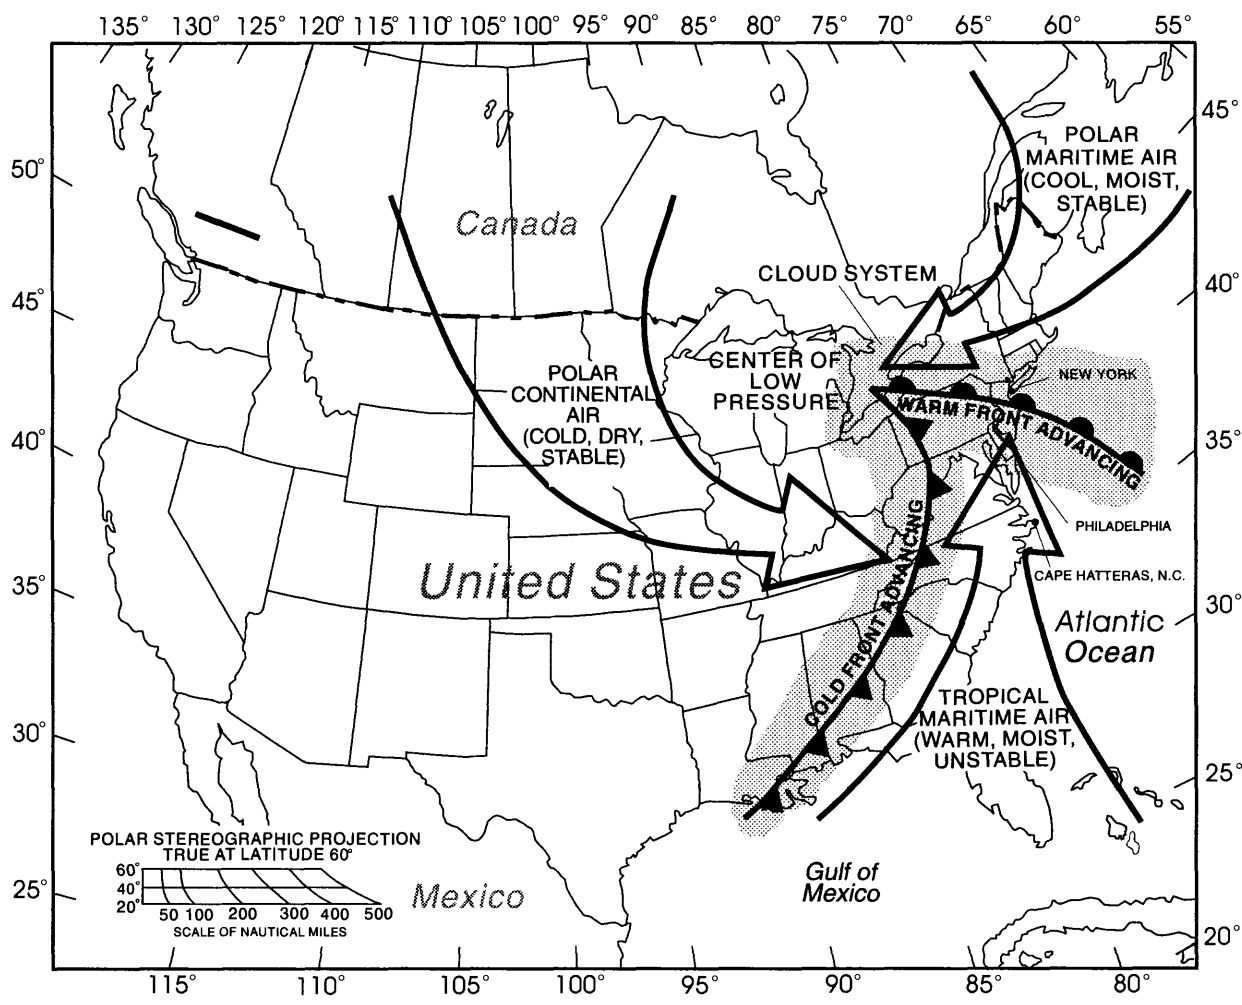 135° 130° 125° 120° 115° 110° 105° 100° 95° 90° 85° 80° 75° 70° 65° 60° 55°
45°
POLAR
MARITIME AIR
(COOL, MOIST,
STABLE)
50°
Canada
CLOUD SYSTEM
40°
45°
CENTER OF
LOW
PRESSURE
POLAR
CONTINENTAL
AIR
(COLD, DRY,
STABLE)
NEW YORK
WARM FRONT ADVANCING
40°
35°
PHILADELPHIA
COLD FRONT ADVANCING
United States
CAPE HATTERAS, N.C.
35°
30°
Atlantic
Ocean
TROPICAL
MARITIME AIR
(WARM, MOIST,
UNSTABLE)
30°
25°
POLAR STEREOGRAPHIC PROJECTION
TRUE AT LATITUDE 60°
60°
40°
20°
50 100 200 300 400 500
SCALE OF NAUTICAL MILES
Mexico
Gulf of
Mexico
25°
20°
115° 110° 105° 100° 95° 90° 85° 80°